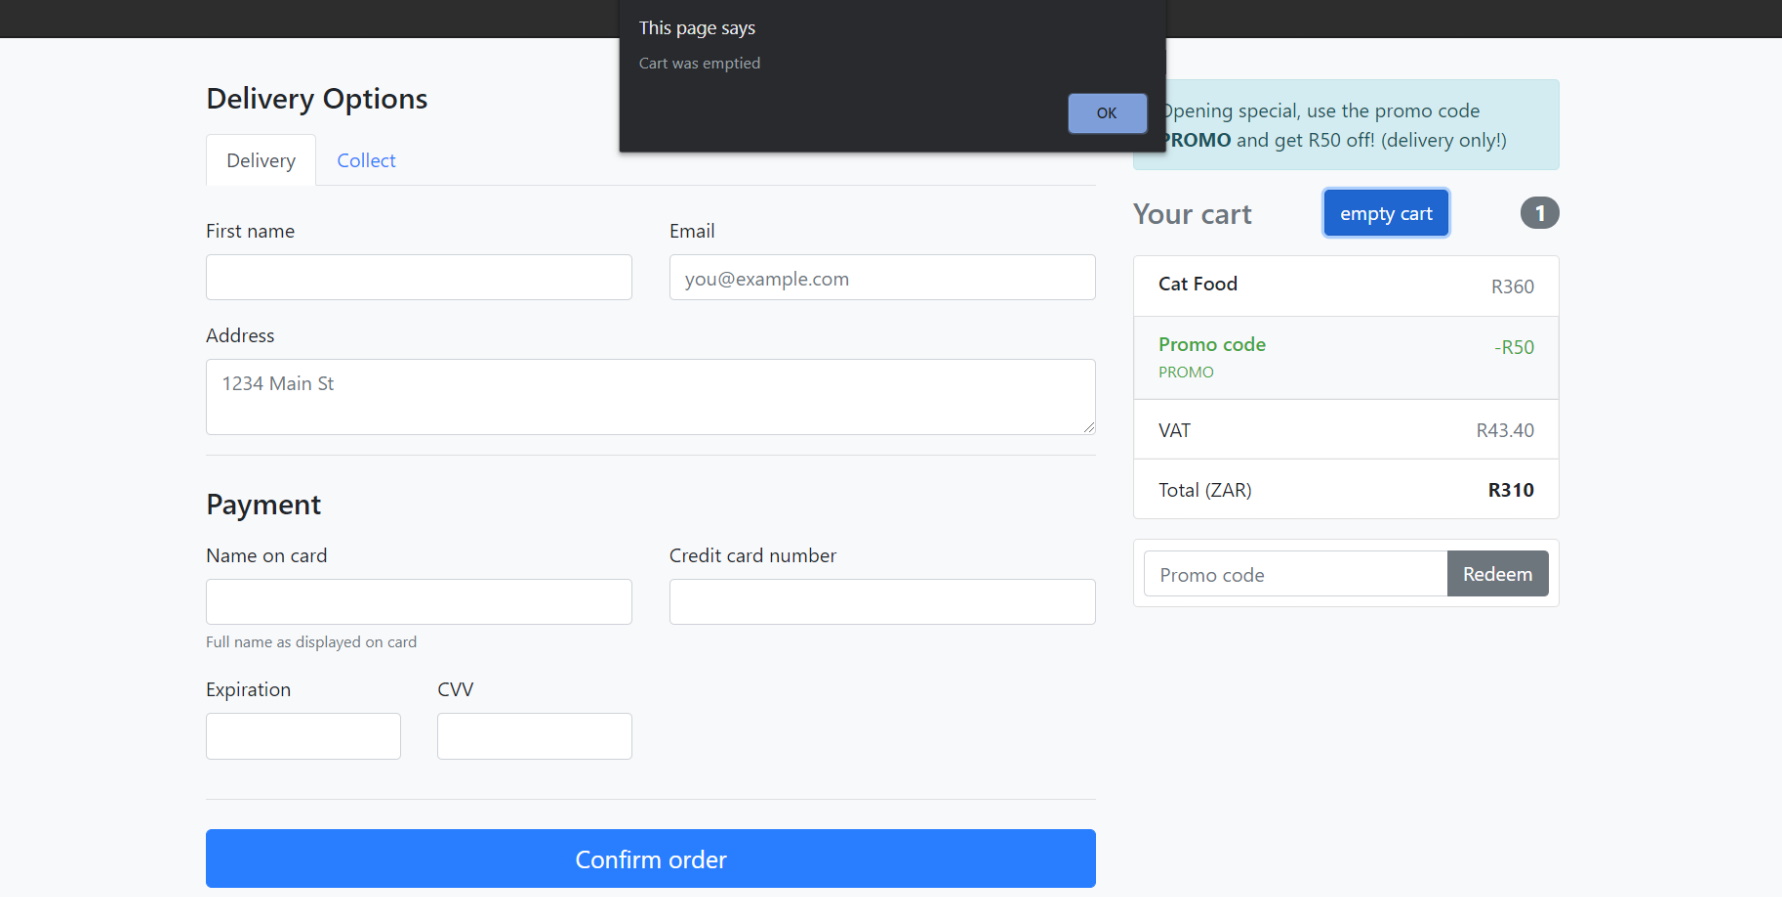 This page says
Cart was emptied
OK
Delivery Options
Delivery
Collect
First name
Email
you@example.com
Address
1234 Main St
Payment
Name on card
Credit card number
Full name as displayed on card
Expiration
CVV
Confirm order
Opening special, use the promo code
PROMO and get R50 off! (delivery only!)
Your cart
empty cart
1
Cat Food
R360
Promo code
-R50
PROMO
VAT
R43.40
Total (ZAR)
R310
Promo code
Redeem